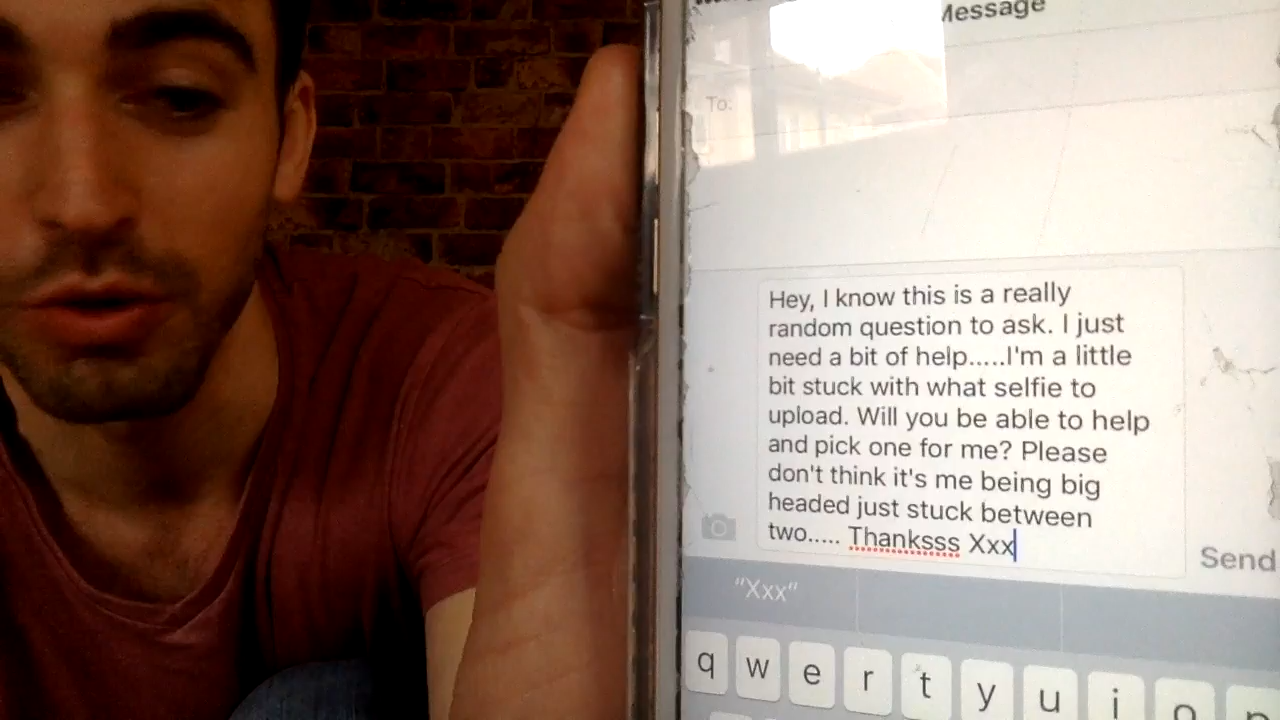 Message
To:
Hey, I know this is a really
random question to ask. I just
need a bit of help.....I'm a little
bit stuck with what selfie to
upload. Will you be able to help
and pick one for me? Please
don't think it's me being big
headed just stuck between
two..... Thanksss Xxx
Send
"Xxx"
q w e r t y u i o p